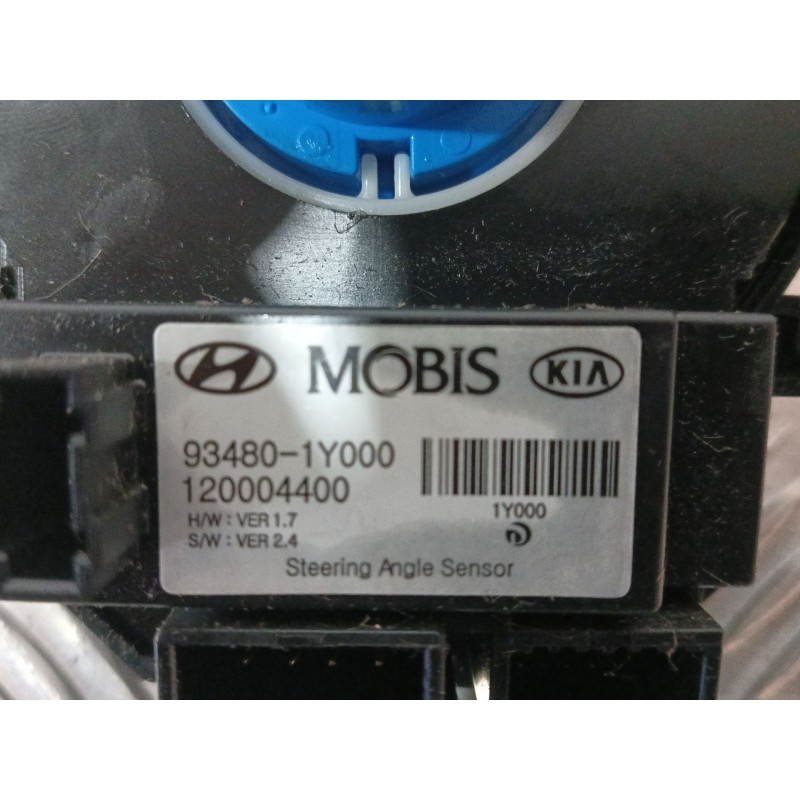 MOBIS KIA
93480-1Y000
120004400
1Y000
H/W : VER 1.7
S/W : VER 2.4
Steering Angle Sensor